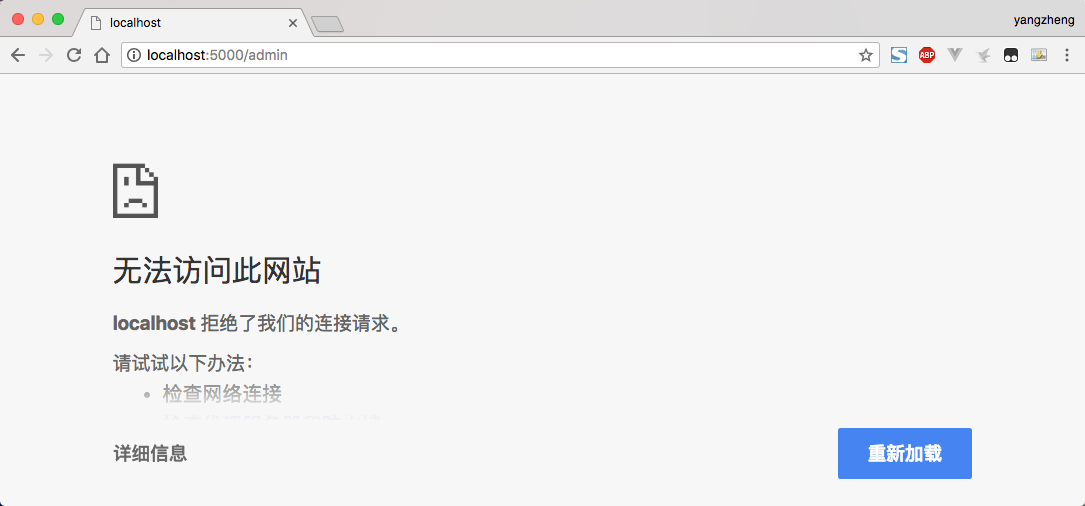 localhost
yangzheng
localhost:5000/admin
ABP
无法访问此网站
localhost 拒绝了我们的连接请求。
请试试以下办法：
• 检查网络连接
详细信息
重新加载